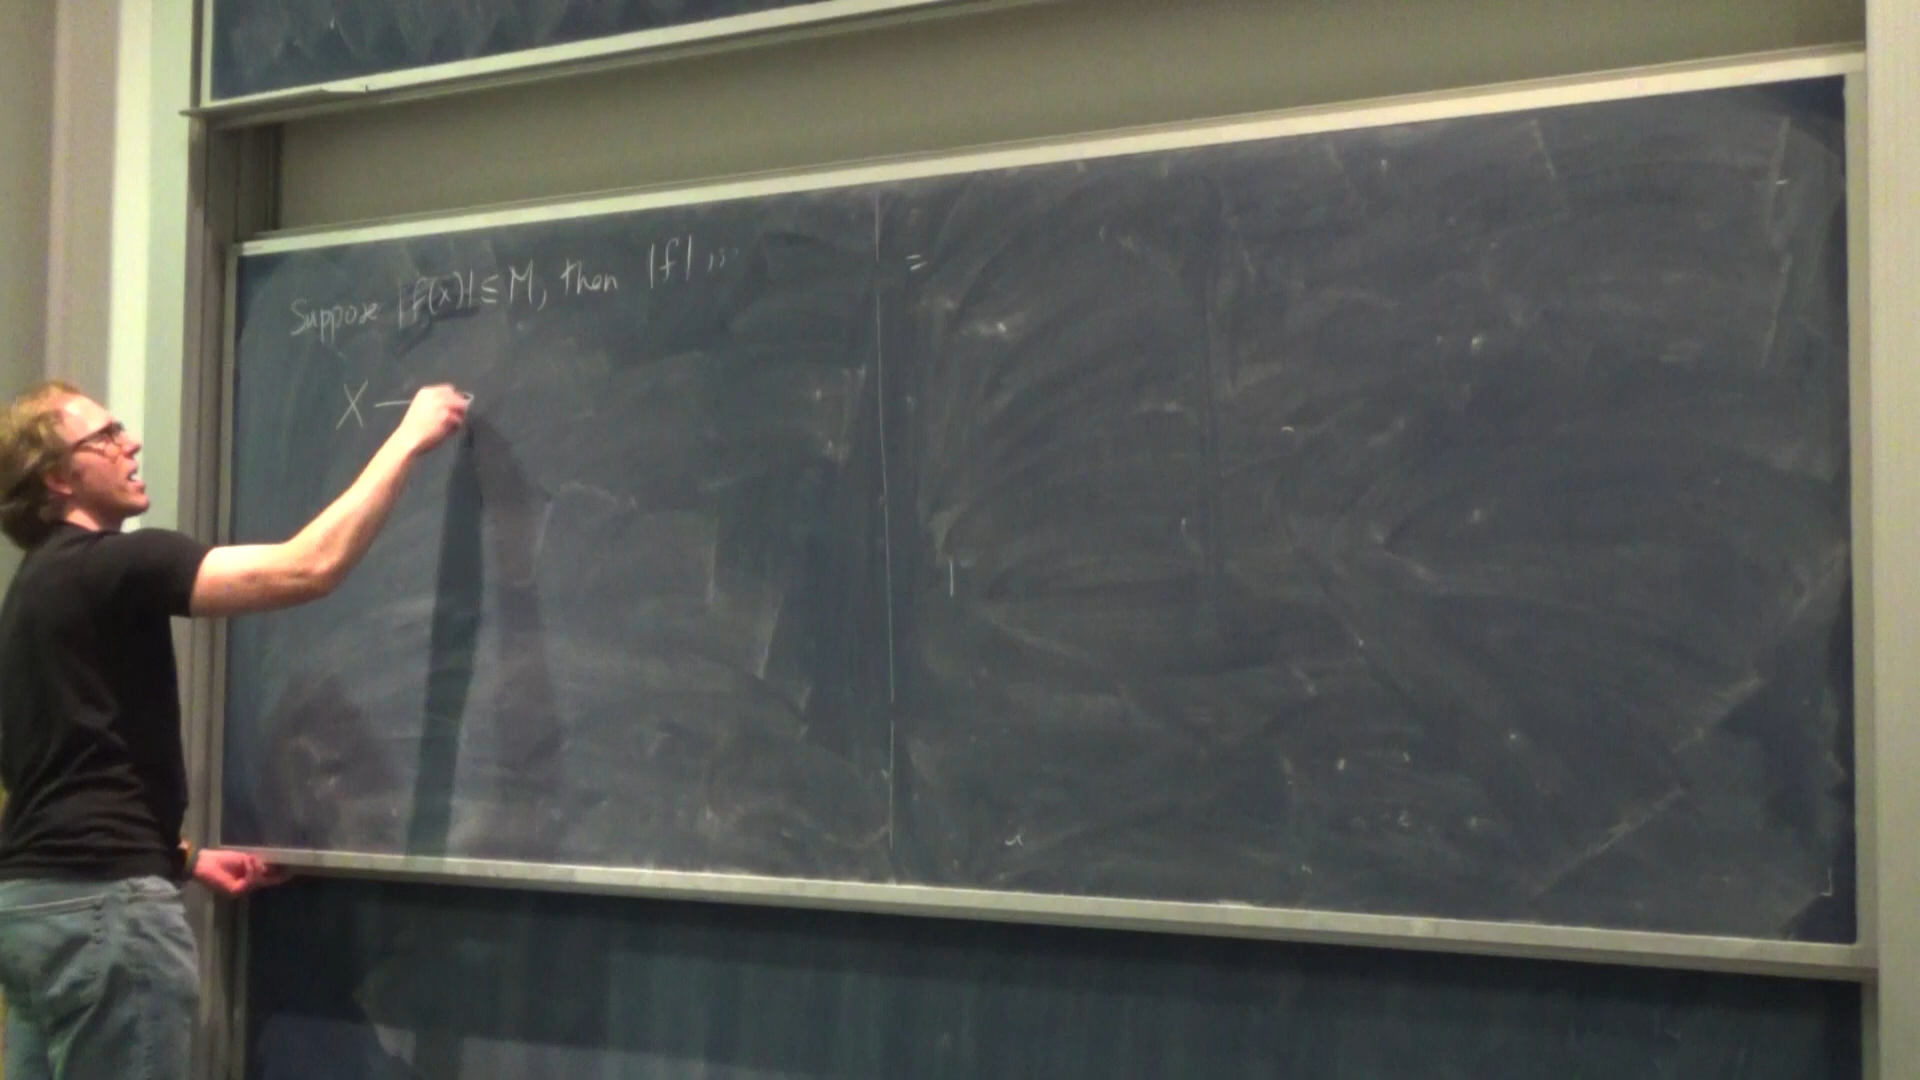 Suppose |f(x)| ≤ M, then |f| is
=
X —